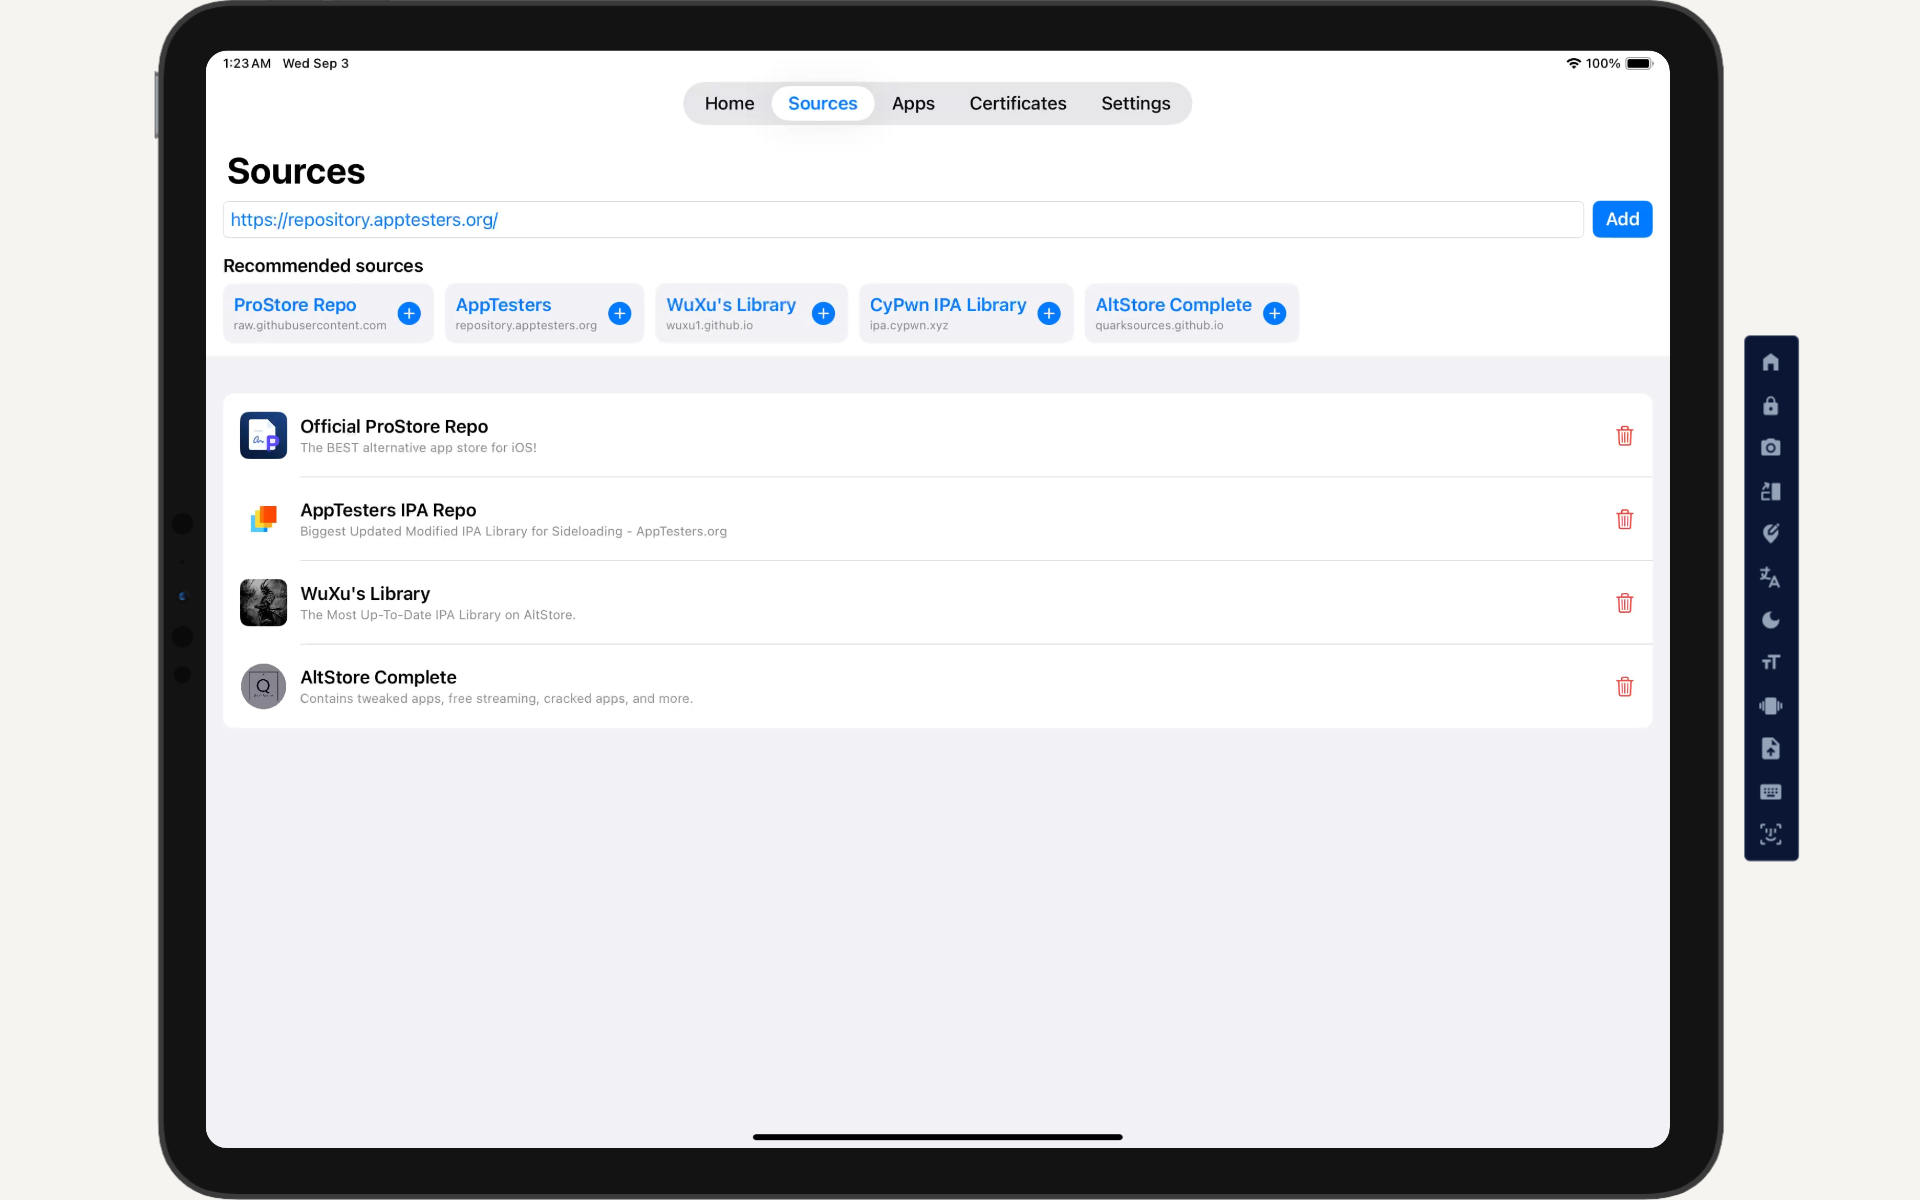 1:23 AM Wed Sep 3
100%
Home Sources Apps Certificates Settings
Sources
https://repository.apptesters.org/
Add
Recommended sources
ProStore Repo
raw.githubusercontent.com
AppTesters
repository.apptesters.org
WuXu's Library
wuxu1.github.io
CyPwn IPA Library
ipa.cypwn.xyz
AltStore Complete
quarksources.github.io
Official ProStore Repo
The BEST alternative app store for iOS!
AppTesters IPA Repo
Biggest Updated Modified IPA Library for Sideloading - AppTesters.org
WuXu's Library
The Most Up-To-Date IPA Library on AltStore.
Q
AltStore Complete
Contains tweaked apps, free streaming, cracked apps, and more.